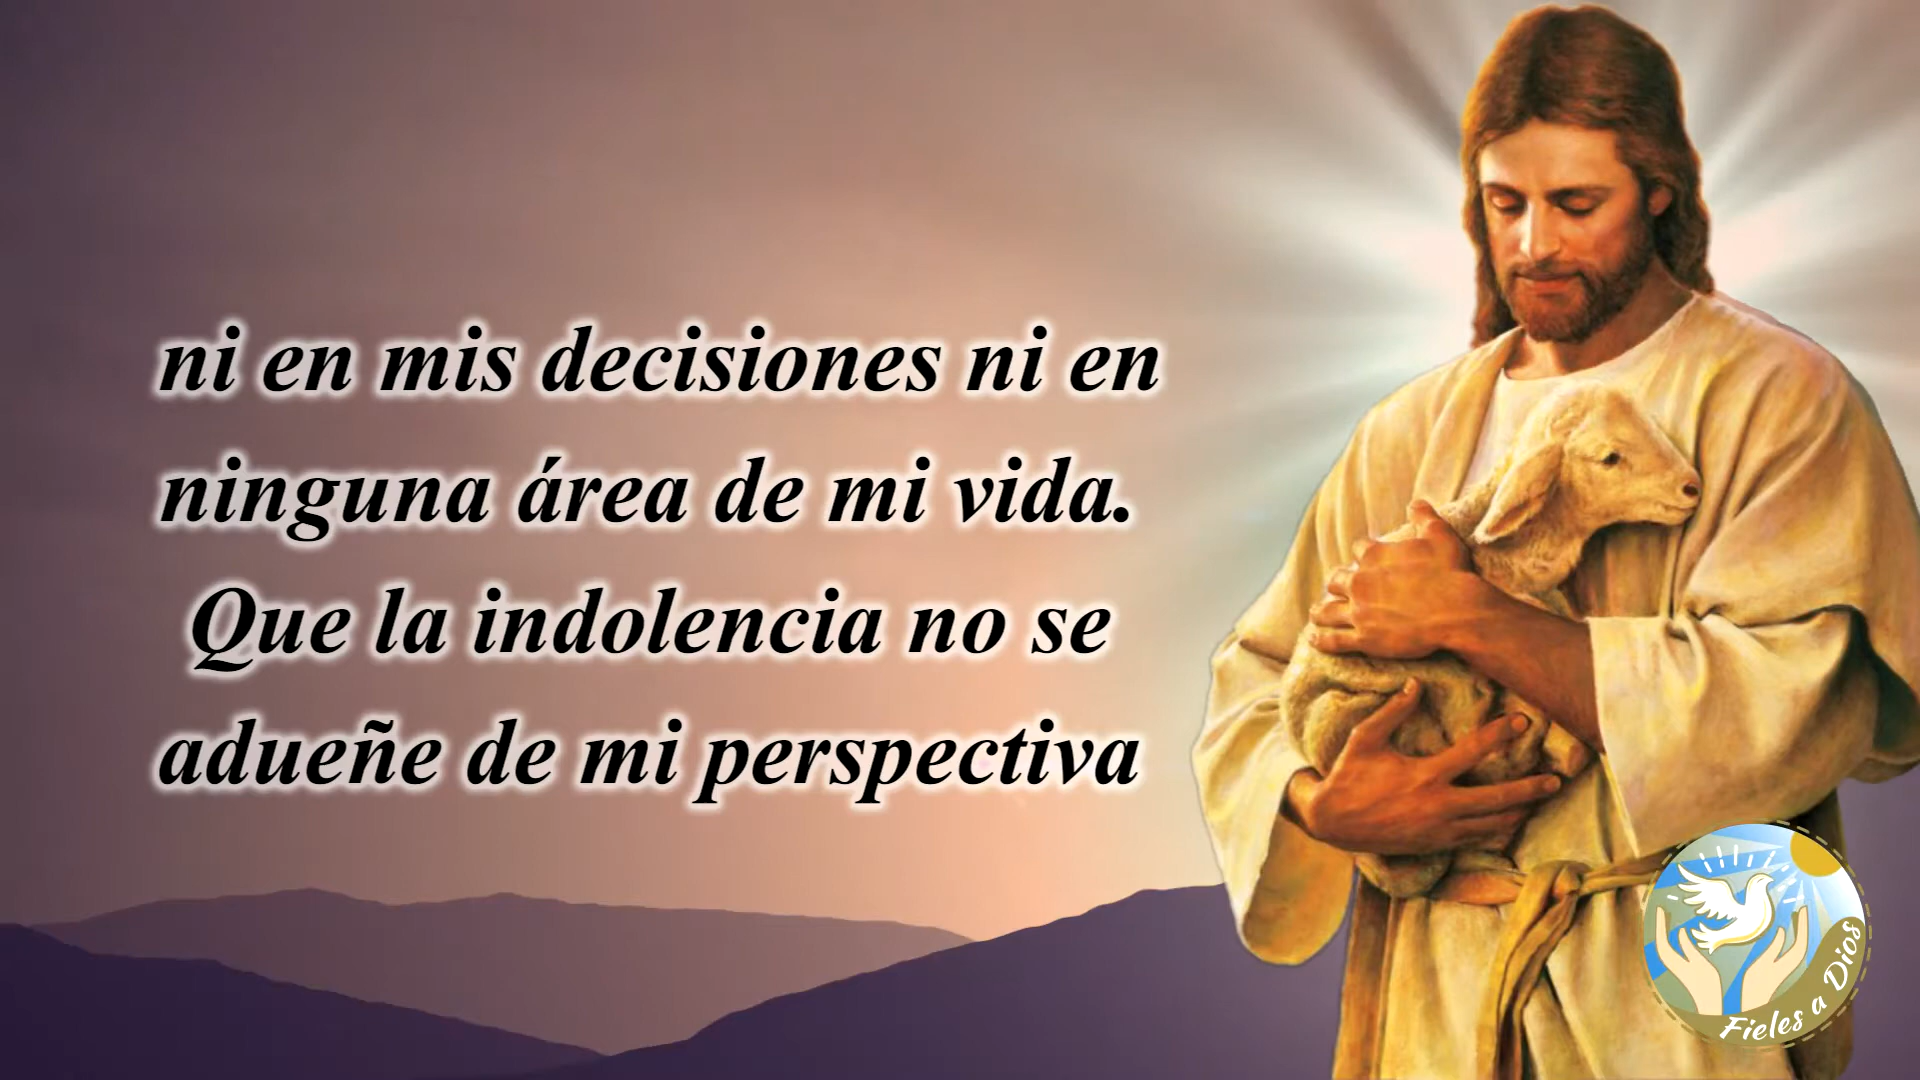 ni en mis decisiones ni en
ninguna área de mi vida.
Que la indolencia no se
adueñe de mi perspectiva
Fieles a Dios